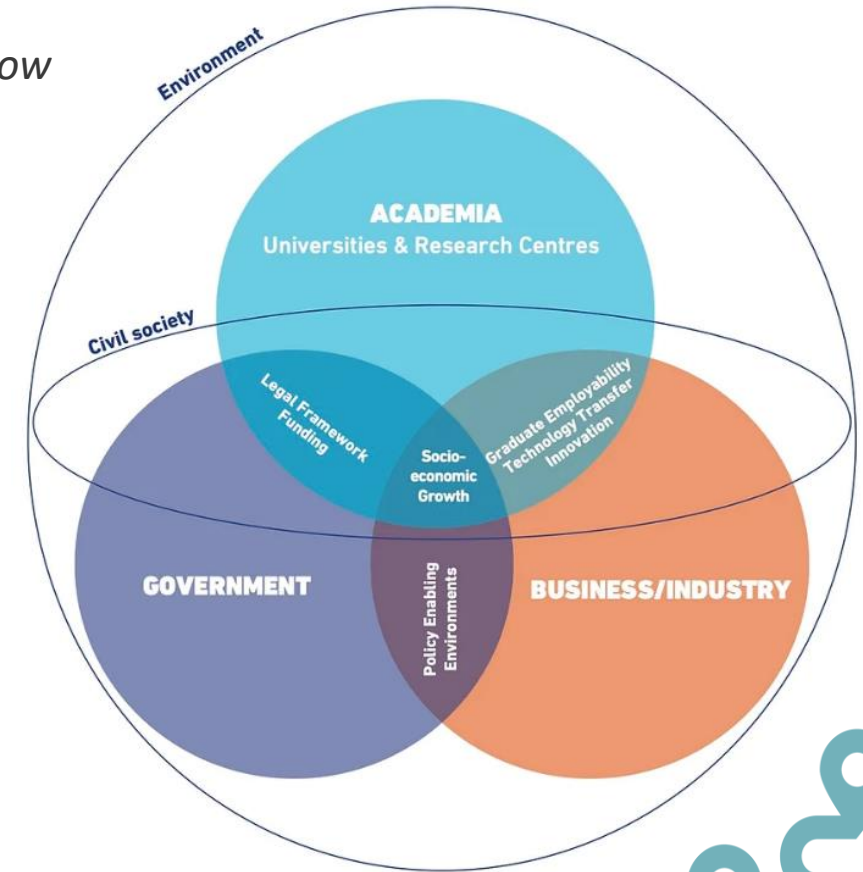 ow
Environment
ACADEMIA
Universities & Research Centres
Civil society
Legal Framework
Funding
Graduate Employability
Technology Transfer
Innovation
Socio-
economic
Growth
GOVERNMENT
BUSINESS/INDUSTRY
Policy Enabling
Environments